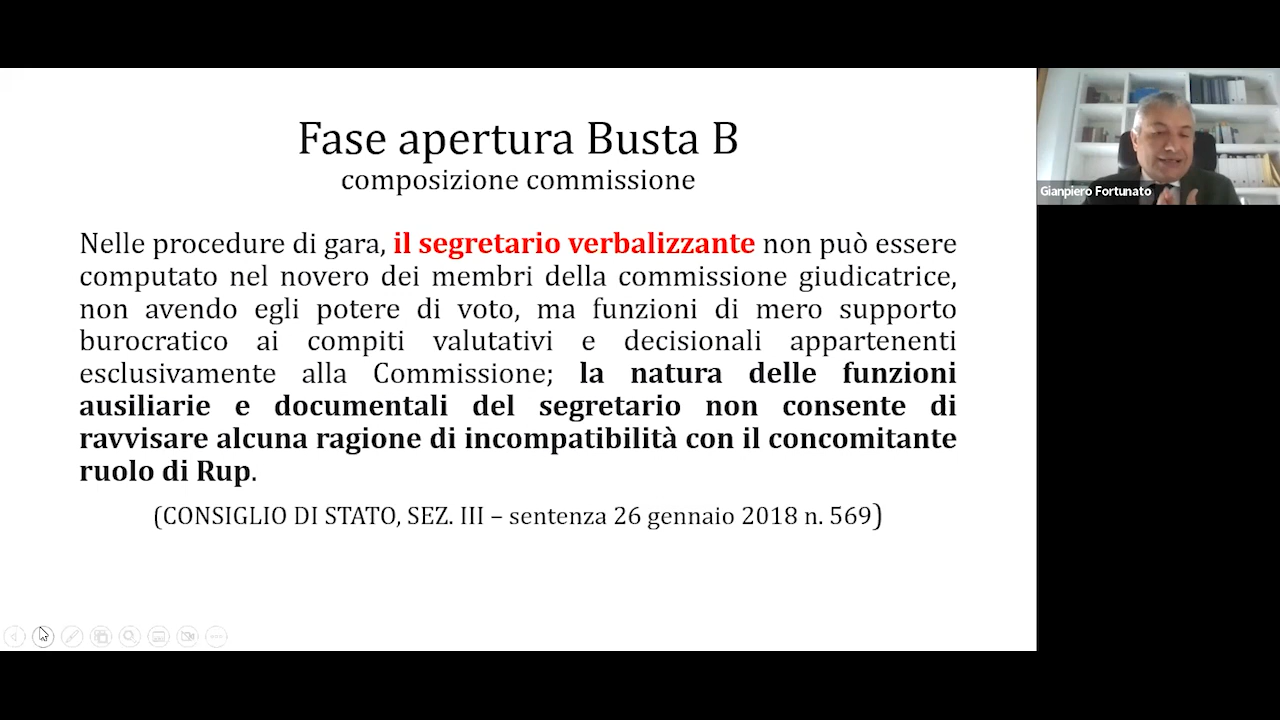 Fase apertura Busta B
composizione commissione
Nelle procedure di gara, il segretario verbalizzante non può essere
computato nel novero dei membri della commissione giudicatrice,
non avendo egli potere di voto, ma funzioni di mero supporto
burocratico ai compiti valutativi e decisionali appartenenti
esclusivamente alla Commissione; la natura delle funzioni
ausiliarie e documentali del segretario non consente di
ravvisare alcuna ragione di incompatibilità con il concomitante
ruolo di Rup.
(CONSIGLIO DI STATO, SEZ. III – sentenza 26 gennaio 2018 n. 569)
Gianpiero Fortunato